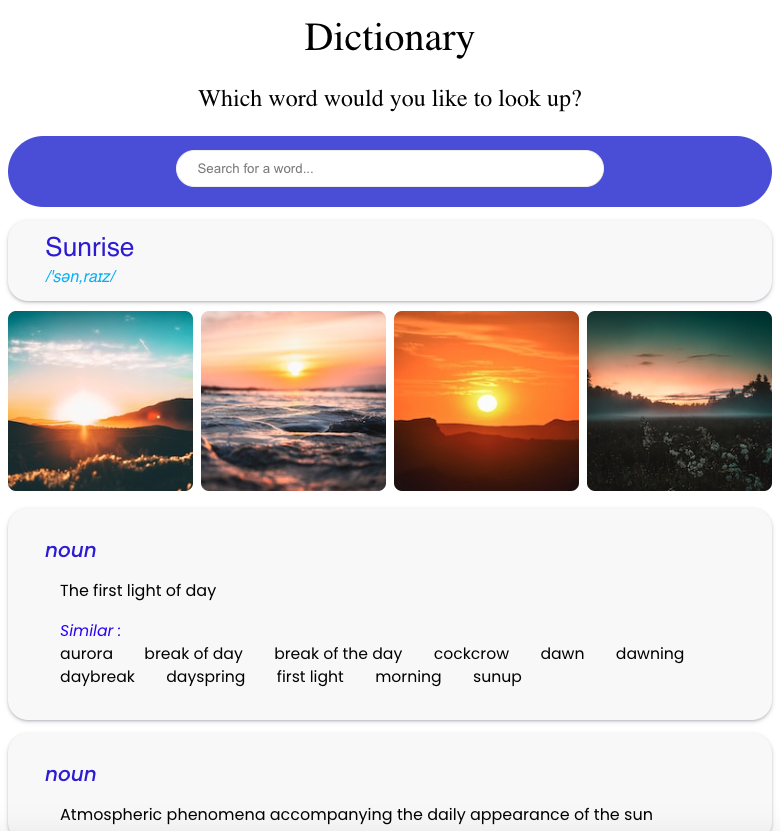 Dictionary
Which word would you like to look up?
Search for a word...
Sunrise
/'sən,raɪz/
noun
The first light of day
Similar :
aurora break of day break of the day cockcrow dawn dawning
daybreak dayspring first light morning sunup
noun
Atmospheric phenomena accompanying the daily appearance of the sun